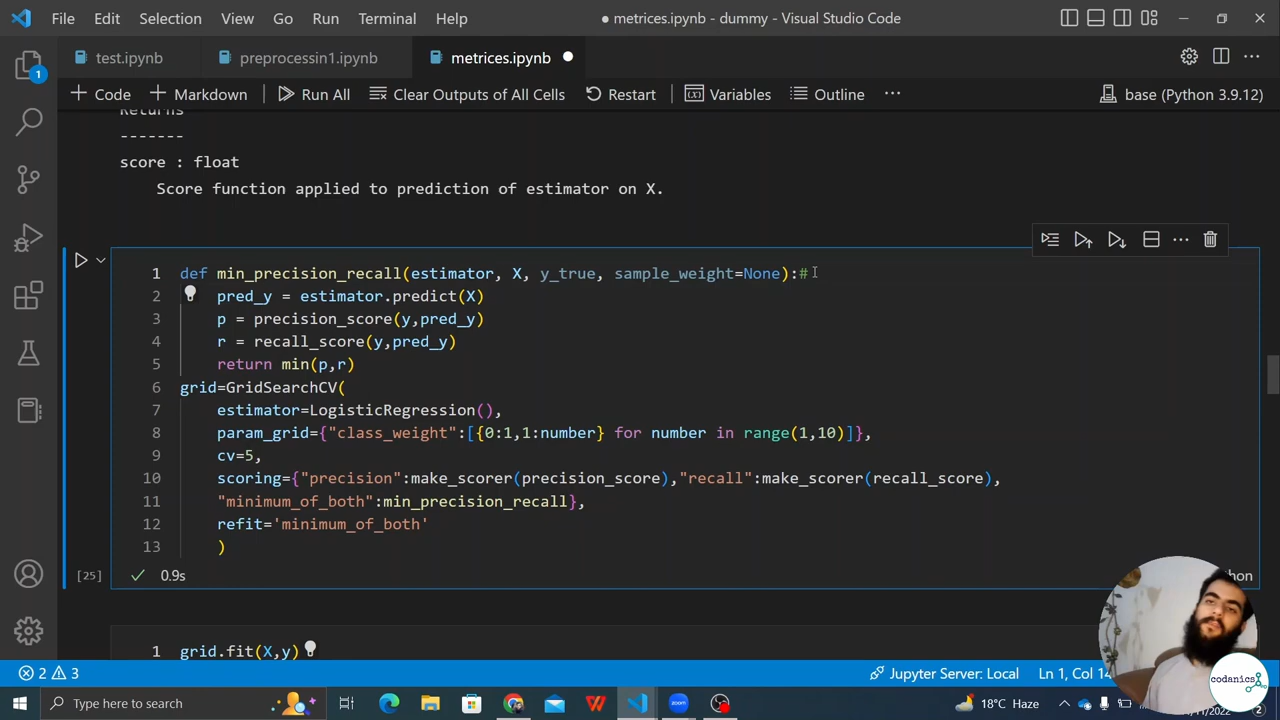 File Edit Selection View Go Run Terminal Help ● metrices.ipynb - dummy - Visual Studio Code
test.ipynb preprocessin1.ipynb metrices.ipynb
1
+ Code + Markdown Run All Clear Outputs of All Cells Restart Variables Outline ... base (Python 3.9.12)
Returns
-------
score : float
Score function applied to prediction of estimator on X.
1 def min_precision_recall(estimator, X, y_true, sample_weight=None):#
2 pred_y = estimator.predict(X)
3 p = precision_score(y,pred_y)
4 r = recall_score(y,pred_y)
5 return min(p,r)
6 grid=GridSearchCV(
7 estimator=LogisticRegression(),
8 param_grid={"class_weight":[{0:1,1:number} for number in range(1,10)]},
9 cv=5,
10 scoring={"precision":make_scorer(precision_score),"recall":make_scorer(recall_score),
11 "minimum_of_both":min_precision_recall},
12 refit='minimum_of_both'
13 )
[25] ✓ 0.9s
1 grid.fit(X,y)
codanics
2 3 Jupyter Server: Local Ln 1, Col
Type here to search 18°C Haze
2